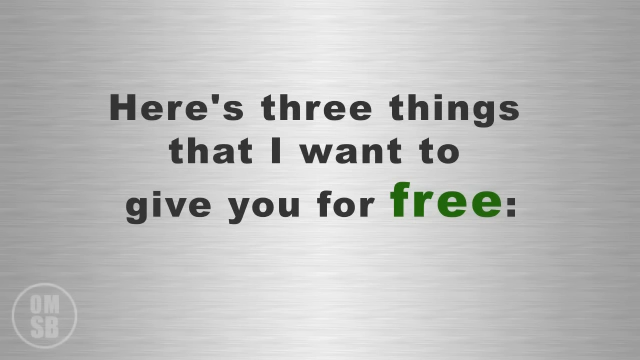 Here's three things
that I want to
give you for free:
OM
SB